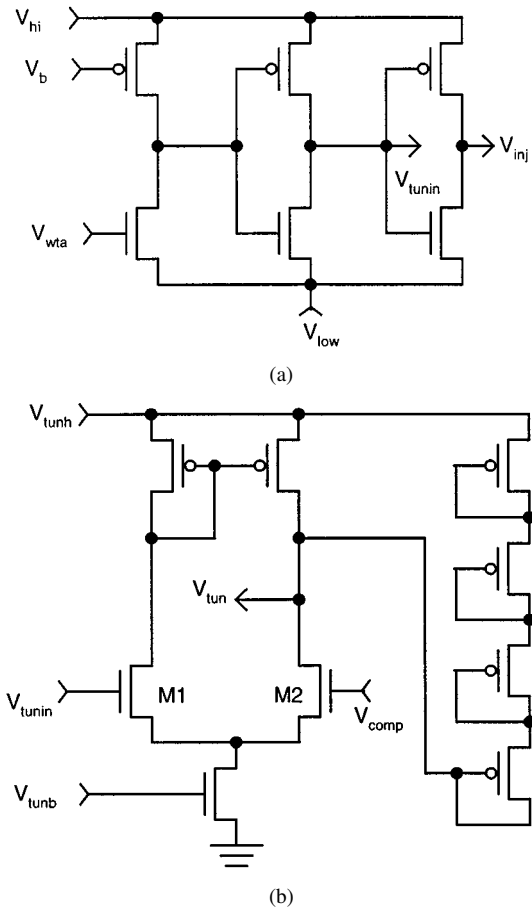 V_hi
V_b
V_inj
V_tunin
V_wta
V_low
(a)
V_tunh
V_tun
M1 M2
V_tunin
V_comp
V_tunb
(b)